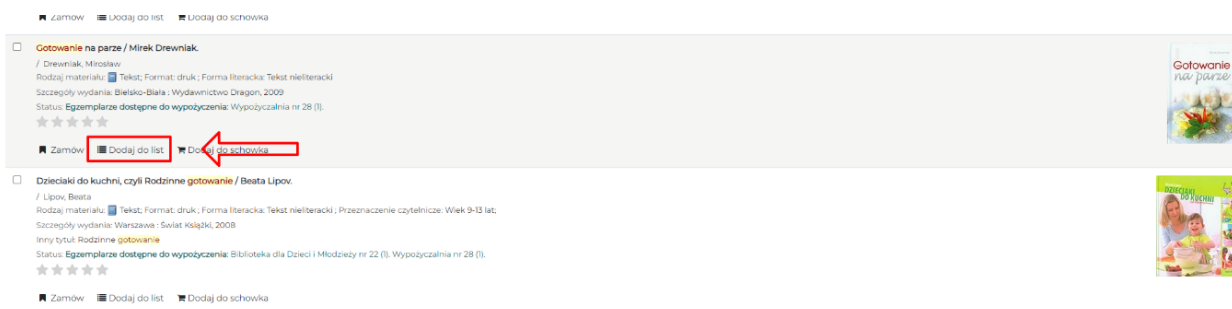 Zamów Dodaj do list Dodaj do schowka
Gotowanie na parze / Mirek Drewniak.
/ Drewniak, Mirosław
Rodzaj materiału: Tekst; Format: druk ; Forma literacka: Tekst nieliteracki
Szczegóły wydania: Bielsko-Biała : Wydawnictwo Dragon, 2009
Status: Egzemplarze dostępne do wypożyczenia: Wypożyczalnia nr 28 (1).
Zamów Dodaj do list Dodaj do schowka
Gotowanie
na parze
Dzieciaki do kuchni, czyli Rodzinne gotowanie / Beata Lipov.
/ Lipov, Beata
Rodzaj materiału: Tekst; Format: druk ; Forma literacka: Tekst nieliteracki ; Przeznaczenie czytelnicze: Wiek 9-13 lat;
Szczegóły wydania: Warszawa : Świat Książki, 2008
Inny tytuł: Rodzinne gotowanie
Status: Egzemplarze dostępne do wypożyczenia: Biblioteka dla Dzieci i Młodzieży nr 22 (1). Wypożyczalnia nr 28 (1).
Zamów Dodaj do list Dodaj do schowka
DZIECIAKI
DO KUCHNI